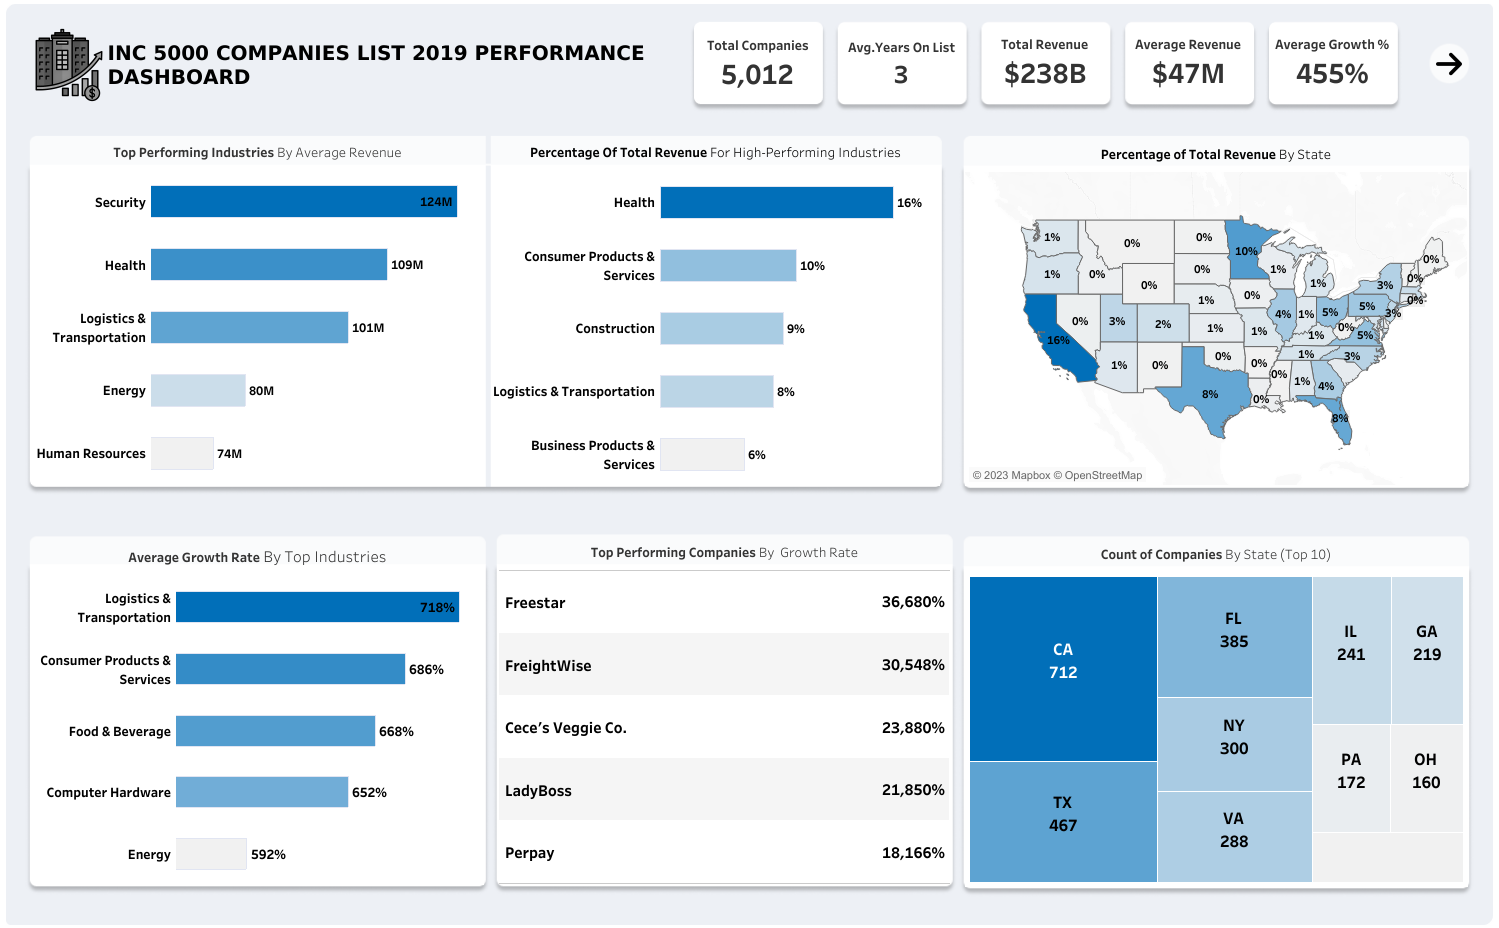 INC 5000 COMPANIES LIST 2019 PERFORMANCE
DASHBOARD
Total Companies
5,012
Avg.Years On List
3
Total Revenue
$238B
Average Revenue
$47M
Average Growth %
455%
Top Performing Industries By Average Revenue
Security
124M
Health
109M
Logistics &
Transportation
101M
Energy
80M
Human Resources
74M
Percentage Of Total Revenue For High-Performing Industries
Health
16%
Consumer Products &
Services
10%
Construction
9%
Logistics & Transportation
8%
Business Products &
Services
6%
Percentage of Total Revenue By State
1%
0%
0%
10%
1%
0%
0%
1%
0%
0%
0%
1%
1%
3%
0%
0%
1%
0%
5%
3%
16%
0%
3%
2%
1%
1%
4%
1%
5%
1%
0%
5%
1%
0%
0%
0%
1%
3%
8%
0%
0%
1%
4%
8%
© 2023 Mapbox © OpenStreetMap
Average Growth Rate By Top Industries
Logistics &
Transportation
718%
Consumer Products &
Services
686%
Food & Beverage
668%
Computer Hardware
652%
Energy
592%
Top Performing Companies By Growth Rate
Freestar 36,680%
FreightWise 30,548%
Cece’s Veggie Co. 23,880%
LadyBoss 21,850%
Perpay 18,166%
Count of Companies By State (Top 10)
CA
712
TX
467
FL
385
NY
300
VA
288
IL
241
GA
219
PA
172
OH
160